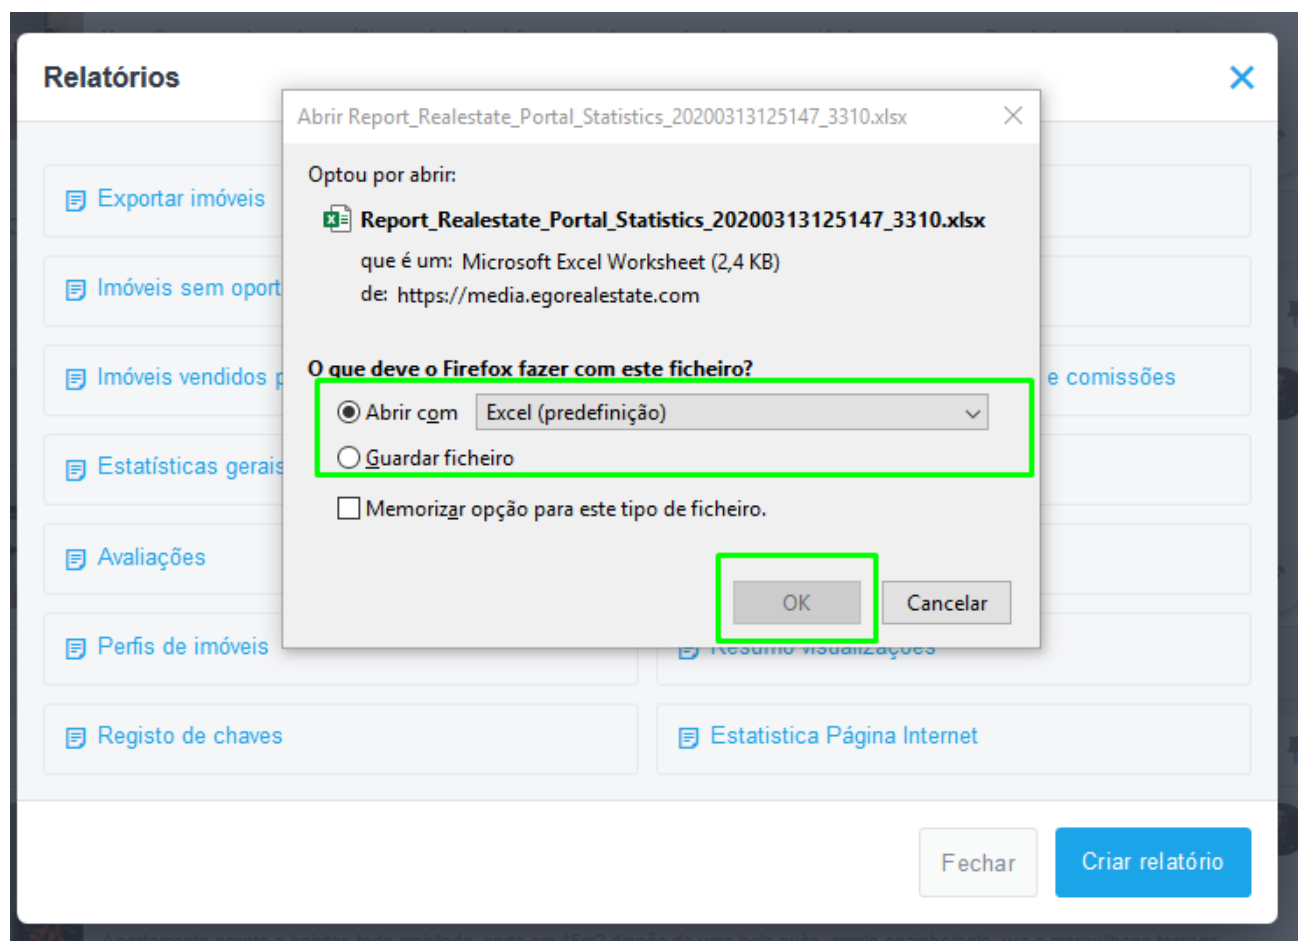 Relatórios
Abrir Report_Realestate_Portal_Statistics_20200313125147_3310.xlsx
Optou por abrir:
Report_Realestate_Portal_Statistics_20200313125147_3310.xlsx
que é um: Microsoft Excel Worksheet (2,4 KB)
de: https://media.egorealestate.com
O que deve o Firefox fazer com este ficheiro?
Abrir com Excel (predefinição)
Guardar ficheiro
Memorizar opção para este tipo de ficheiro.
OK Cancelar
Exportar imóveis
Imóveis sem oport
Imóveis vendidos p
e comissões
Estatísticas gerais
Avaliações
Perfis de imóveis
Resumo visualizações
Registo de chaves
Estatistica Página Internet
Fechar
Criar relatório